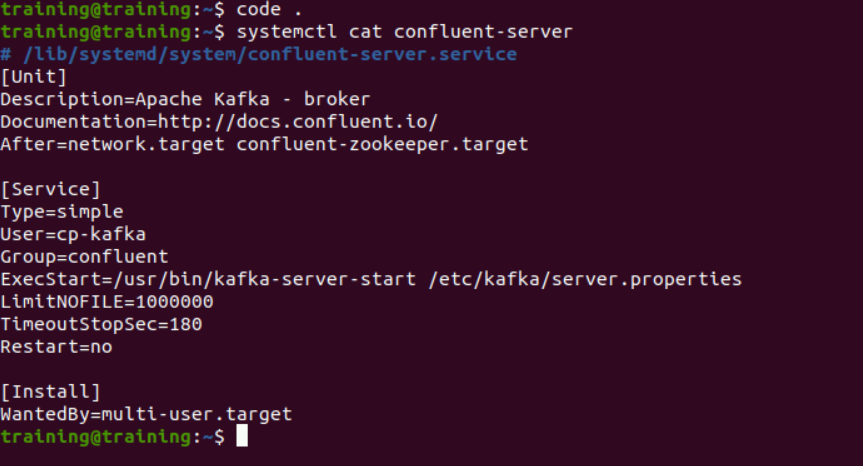 training@training:~$ code .
training@training:~$ systemctl cat confluent-server
# /lib/systemd/system/confluent-server.service
[Unit]
Description=Apache Kafka - broker
Documentation=http://docs.confluent.io/
After=network.target confluent-zookeeper.target
[Service]
Type=simple
User=cp-kafka
Group=confluent
ExecStart=/usr/bin/kafka-server-start /etc/kafka/server.properties
LimitNOFILE=1000000
TimeoutStopSec=180
Restart=no
[Install]
WantedBy=multi-user.target
training@training:~$